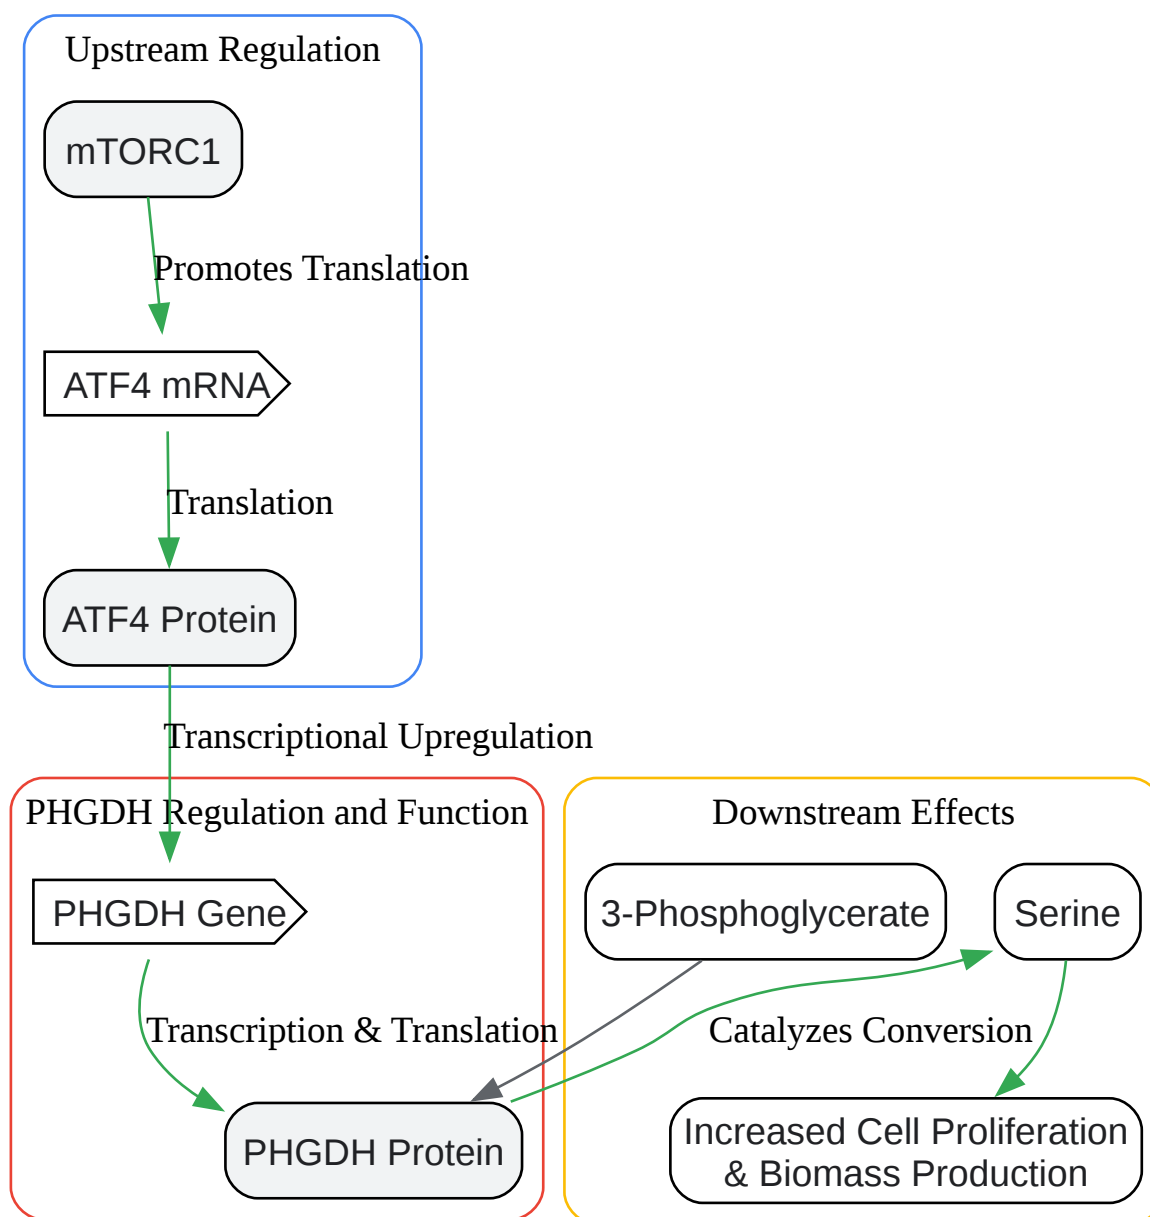 Upstream Regulation
mTORC1
Promotes Translation
ATF4 mRNA
Translation
ATF4 Protein
Transcriptional Upregulation
PHGDH Regulation and Function
PHGDH Gene
Transcription & Translation
PHGDH Protein
Downstream Effects
3-Phosphoglycerate
Serine
Catalyzes Conversion
Increased Cell Proliferation
& Biomass Production